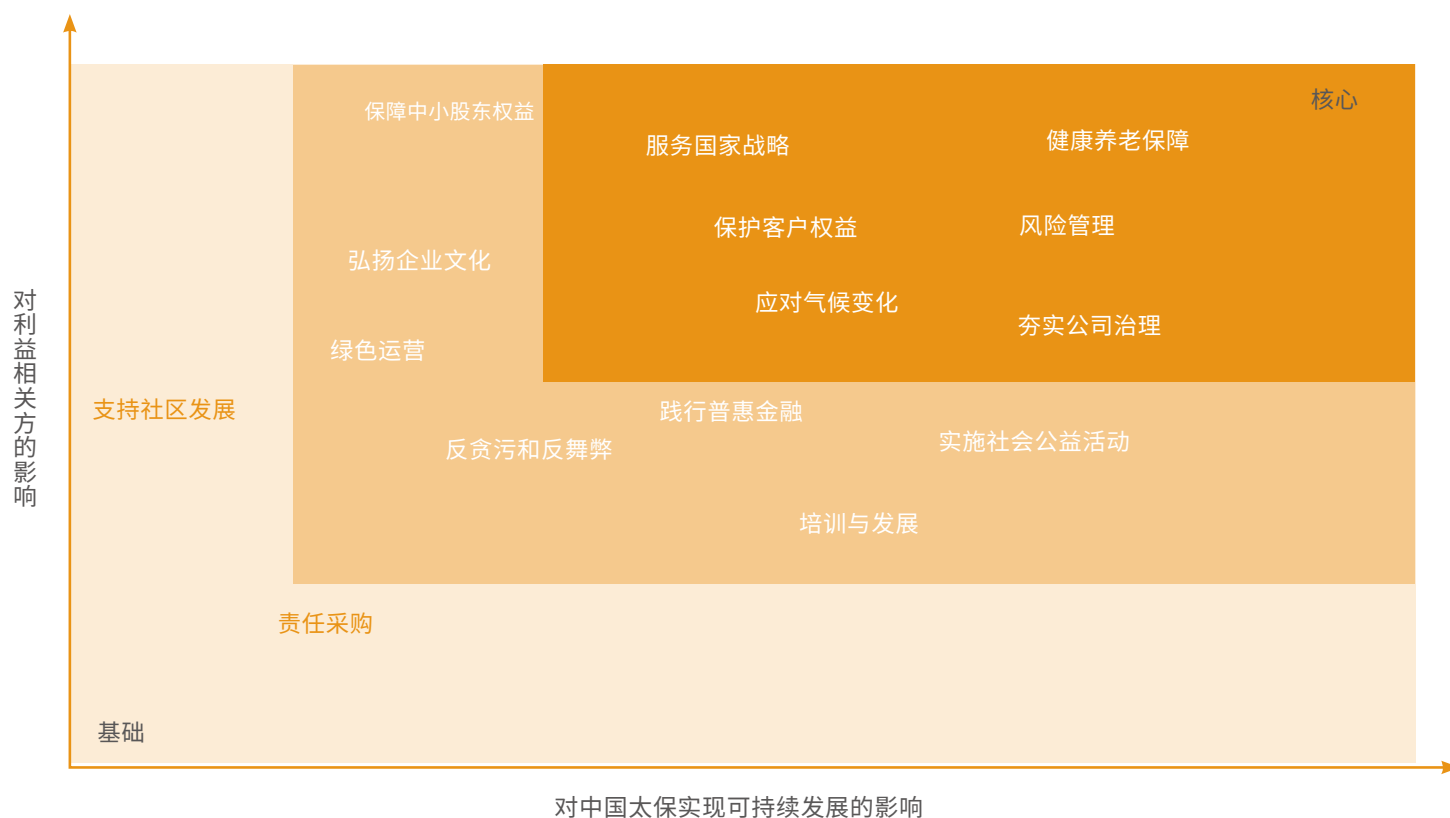 核心
保障中小股东权益
服务国家战略
健康养老保障
保护客户权益
风险管理
弘扬企业文化
应对气候变化
夯实公司治理
绿色运营
支持社区发展
践行普惠金融
反贪污和反舞弊
实施社会公益活动
培训与发展
责任采购
基础
对利益相关方的影响
对中国太保实现可持续发展的影响